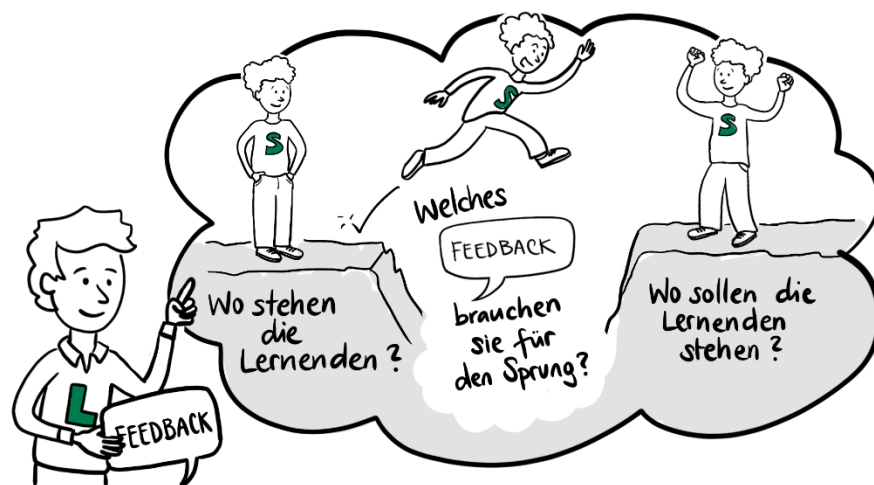 S
S
S
Wo stehen
die
Lernenden?
Welches
FEEDBACK
brauchen
sie für
den Sprung?
Wo sollen die
Lernenden
stehen?
L
FEEDBACK